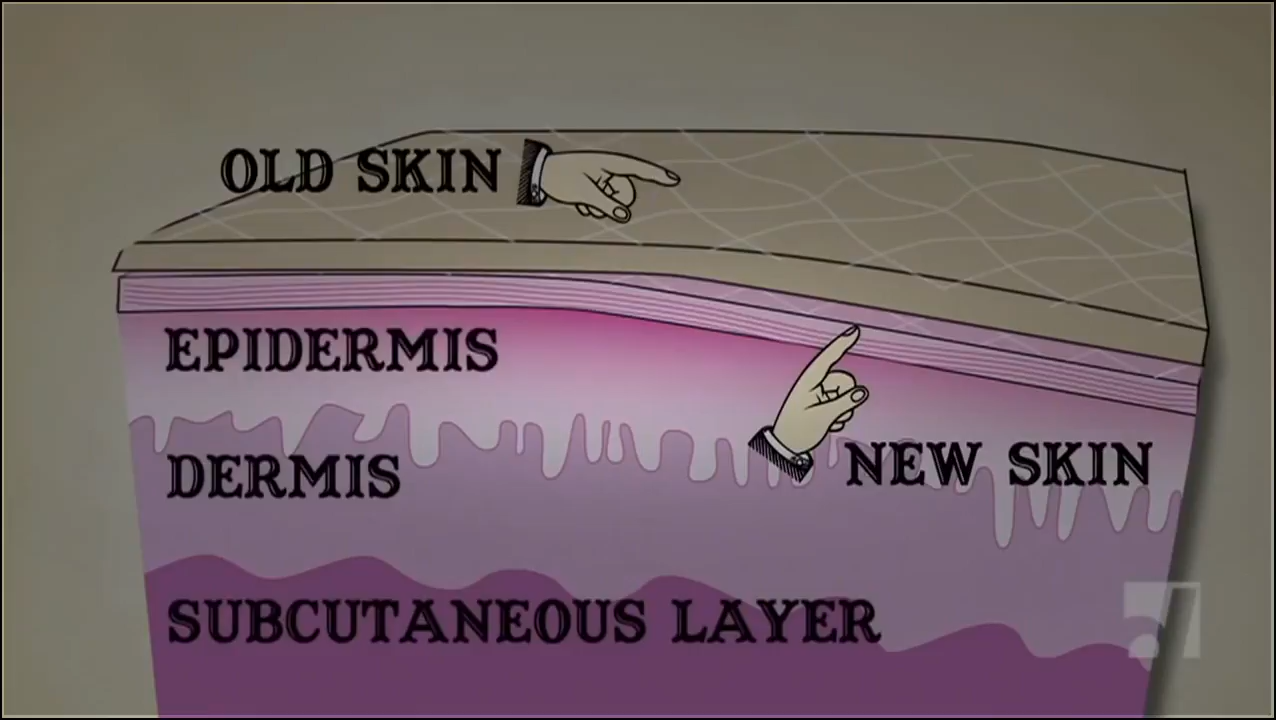 OLD SKIN
EPIDERMIS
DERMIS
NEW SKIN
SUBCUTANEOUS LAYER